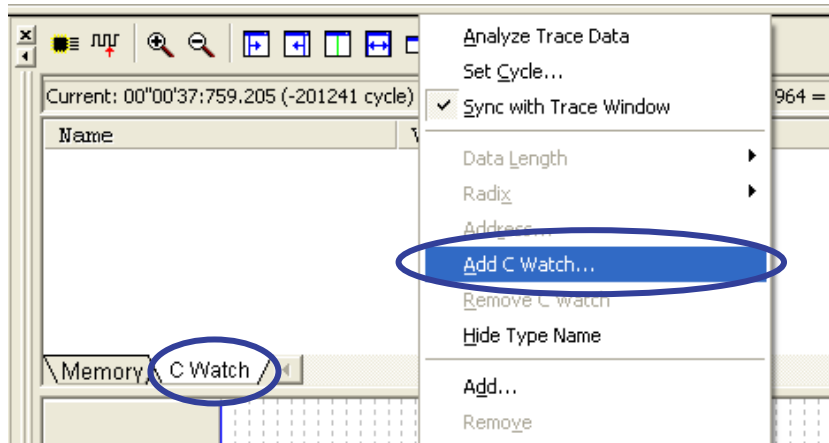 Current: 00"00'37:759.205 (-201241 cycle)
964 =
Name
Memory
C Watch
Analyze Trace Data
Set Cycle...
Sync with Trace Window
Data Length
Radix
Address...
Add C Watch...
Remove C Watch
Hide Type Name
Add...
Remove